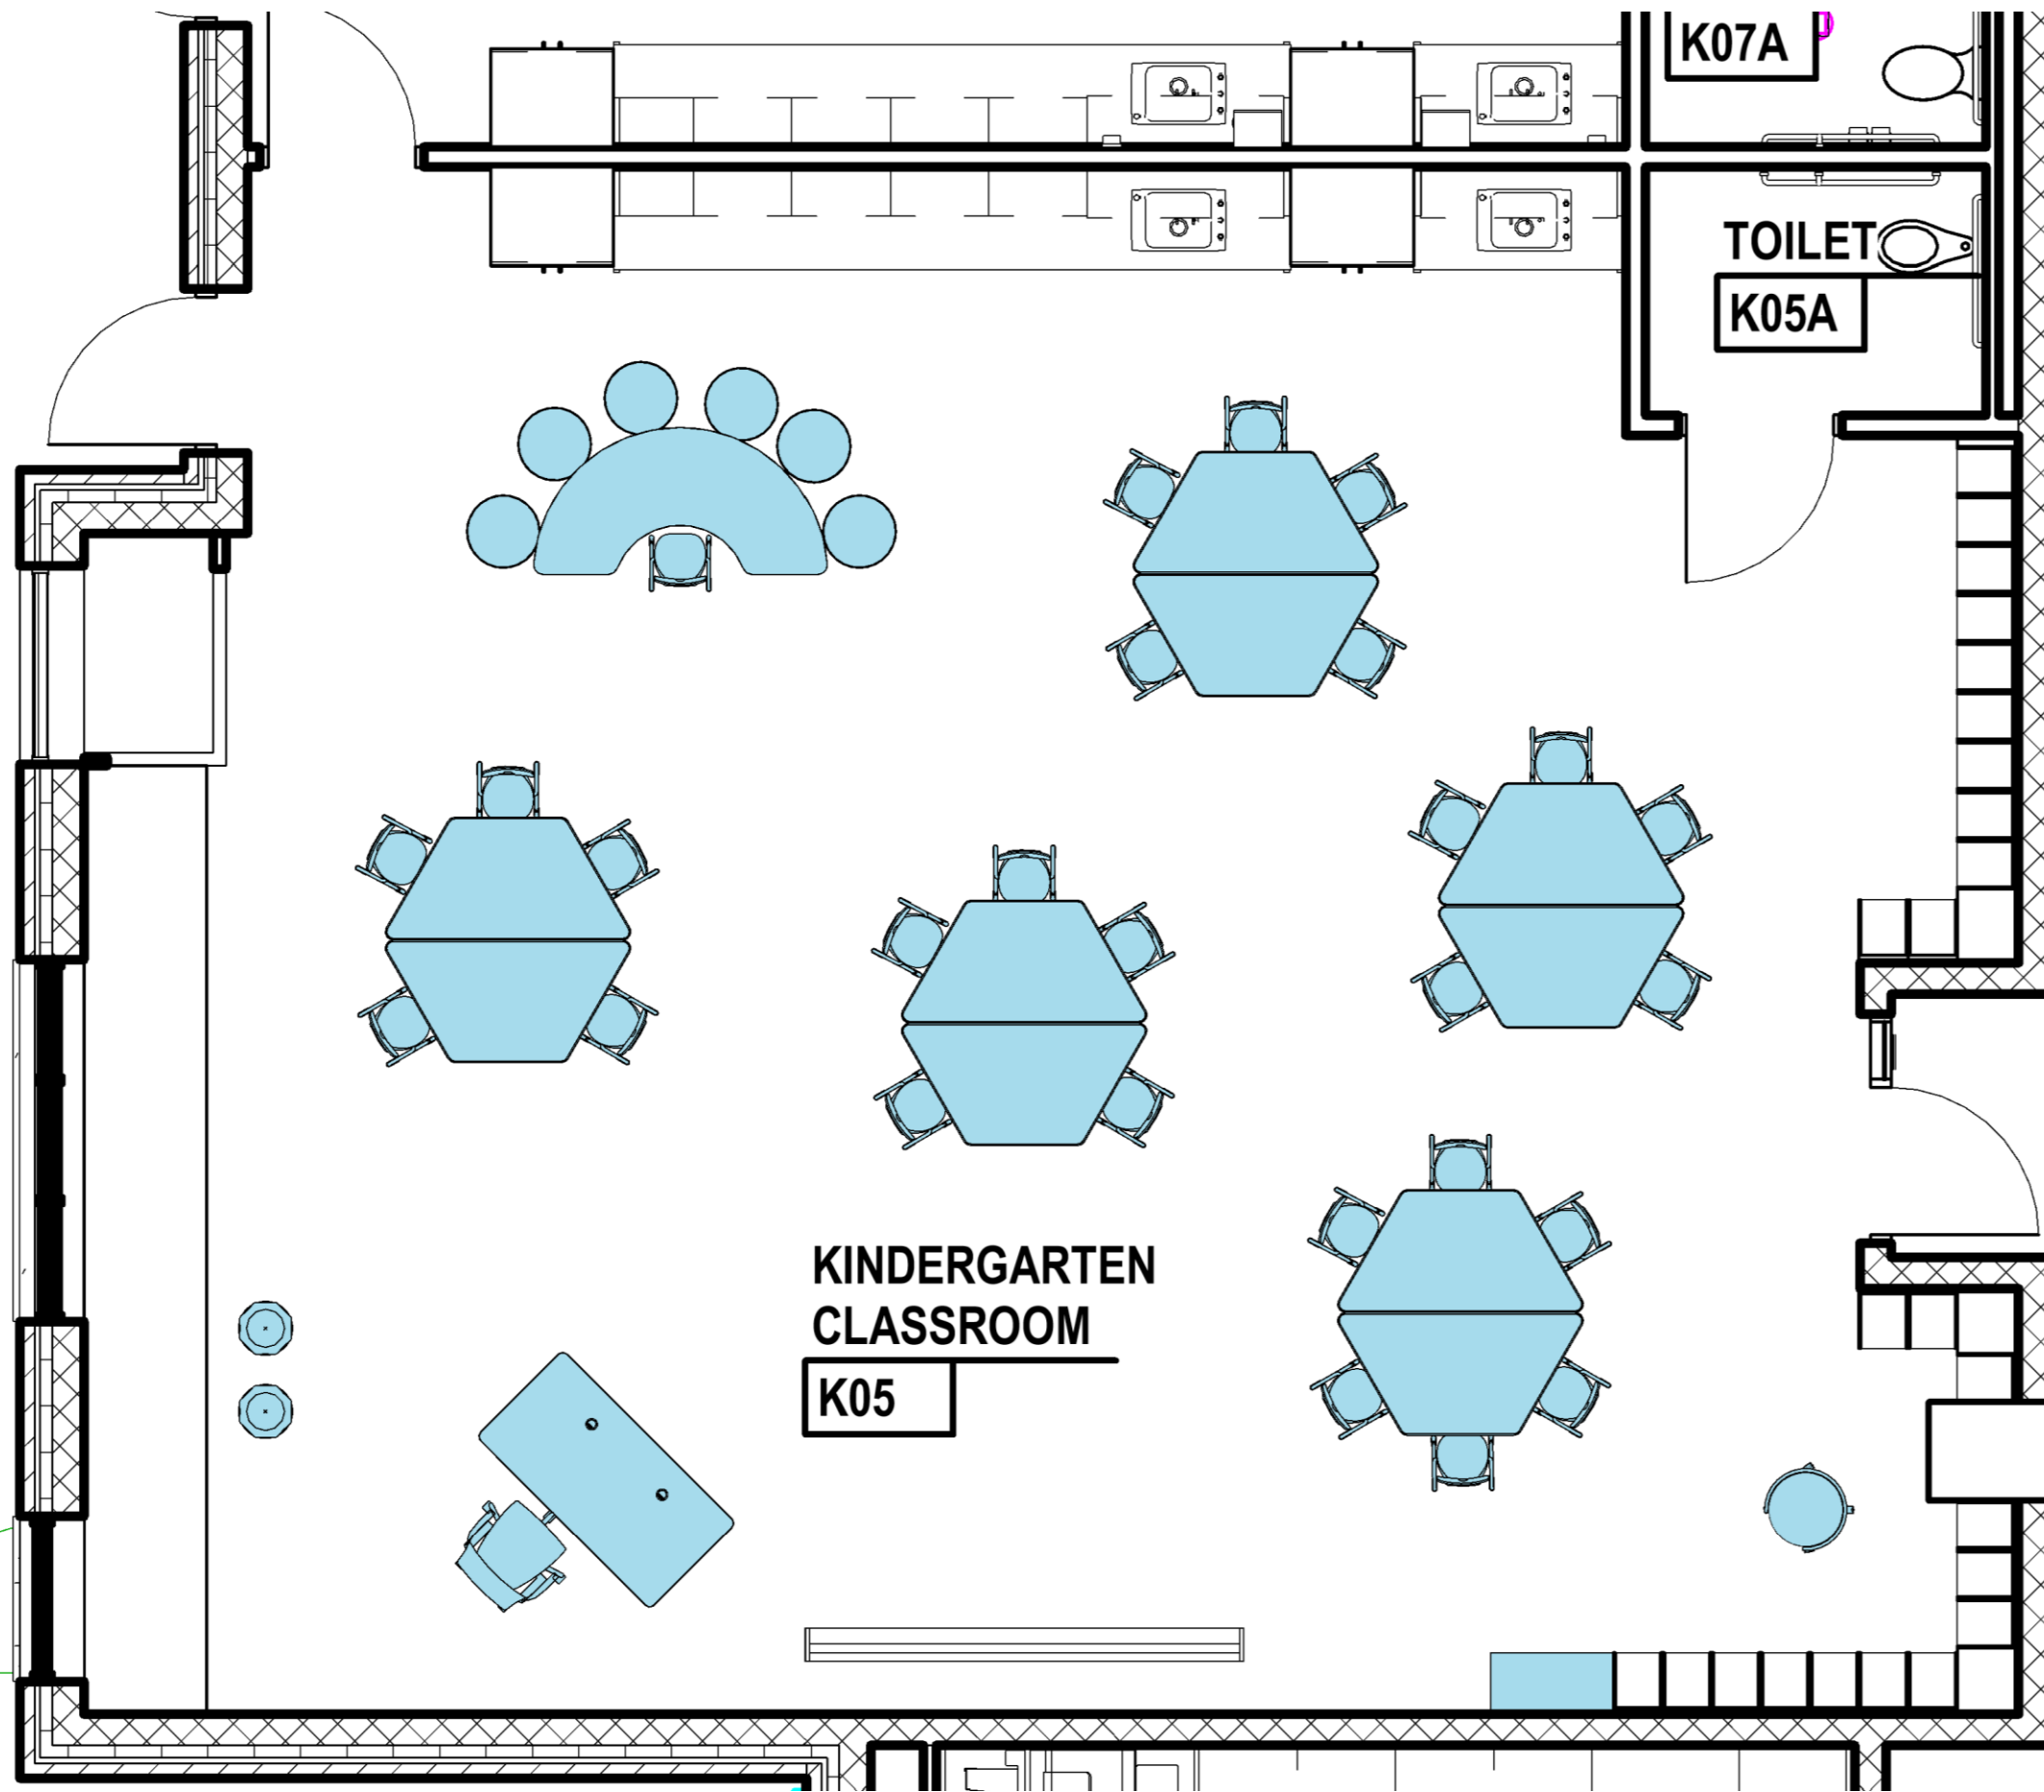 K07A
TOILET
K05A
KINDERGARTEN
CLASSROOM
K05